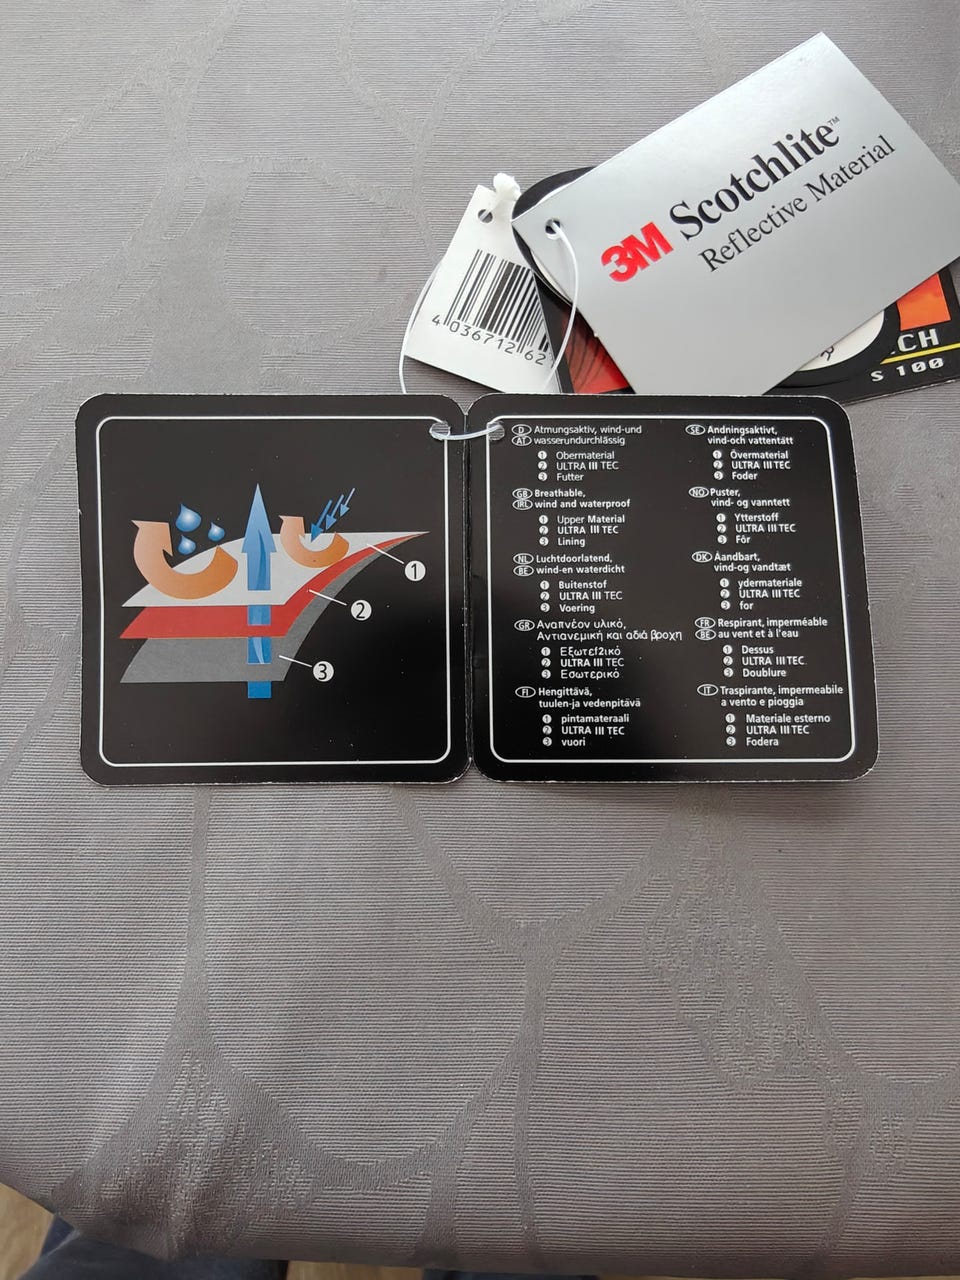 3M Scotchlite™
Reflective Material
4 036712 62
CH
S 100
1
2
3
D Atmungsaktiv, wind-und
AT wasserundurchlässig
1 Obermaterial
2 ULTRA III TEC
3 Futter
GB Breathable,
IRL wind and waterproof
1 Upper Material
2 ULTRA III TEC
3 Lining
NL Luchtdoorlatend,
BE wind-en waterdicht
1 Buitenstof
2 ULTRA III TEC
3 Voering
GR Αναπνέον υλικό,
Αντιανεμική και αδιά βροχη
1 Εξωτεί2ικό
2 ULTRA III TEC
3 Εσωτερικό
FI Hengittävä,
tuulen-ja vedenpitävä
1 pintamateraali
2 ULTRA III TEC
3 vuori
SE Andningsaktivt,
vind-och vattentätt
1 Övermaterial
2 ULTRA III TEC
3 Foder
NO Puster,
vind- og vanntett
1 Ytterstoff
2 ULTRA III TEC
3 Fôr
DK Åandbart,
vind-og vandtæt
1 ydermateriale
2 ULTRA III TEC
3 for
FR Respirant, imperméable
BE au vent et à l'eau
1 Dessus
2 ULTRA III TEC
3 Doublure
IT Traspirante, impermeabile
a vento e pioggia
1 Materiale esterno
2 ULTRA III TEC
3 Fodera